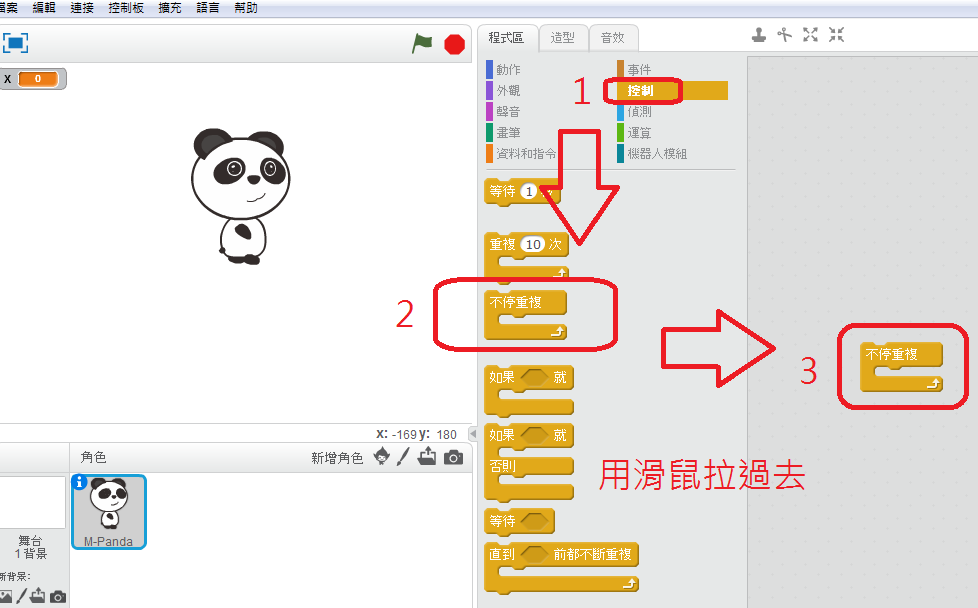 檔案 編輯 連接 控制板 擴充 語言 幫助
程式區 造型 音效
X 0
動作 事件
1
外觀 控制
聲音 偵測
畫筆 運算
資料和指令 機器人模組
等待 1
重複 10 次
2
不停重複
3
不停重複
如果 就
X: -169 y: 180
如果 就
否則
用滑鼠拉過去
等待
直到 前都不斷重複
角色 新增角色
M-Panda
舞台
1 背景
新背景: